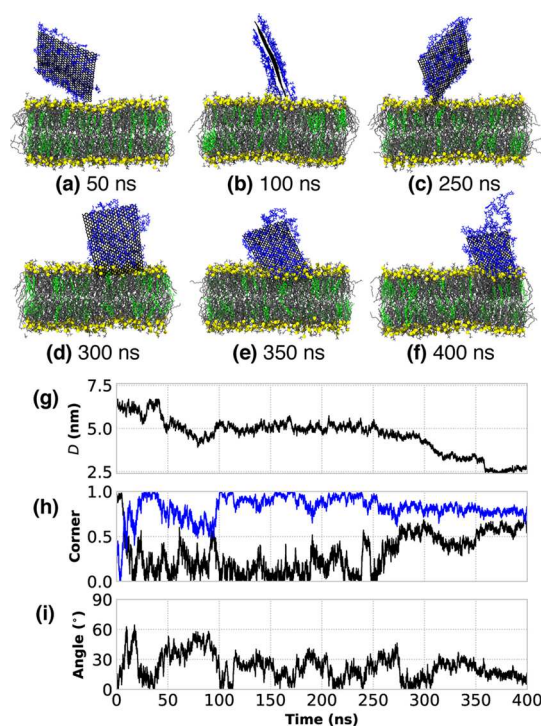 (a) 50 ns
(b) 100 ns
(c) 250 ns
(d) 300 ns
(e) 350 ns
(f) 400 ns
(g)
D (nm)
7.5
5.0
2.5
(h)
Corner
1.0
0.5
0.0
(i)
Angle (°)
90
60
30
0
0 50 100 150 200 250 300 350 400
Time (ns)